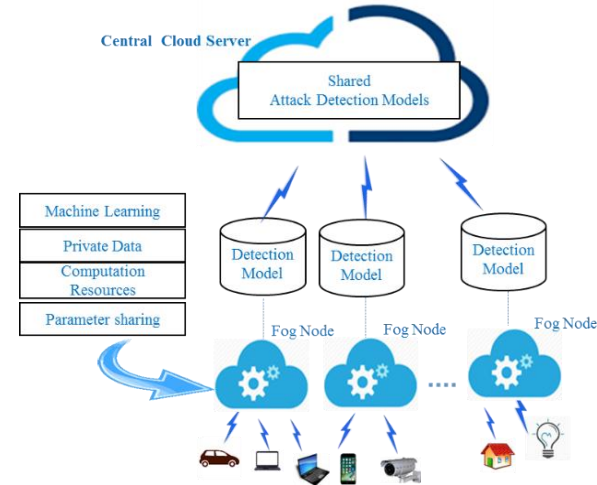 Central Cloud Server
Shared
Attack Detection Models
Machine Learning
Private Data
Computation
Resources
Parameter sharing
Detection
Model
Detection
Model
Detection
Model
Fog Node
Fog Node
Fog Node
....